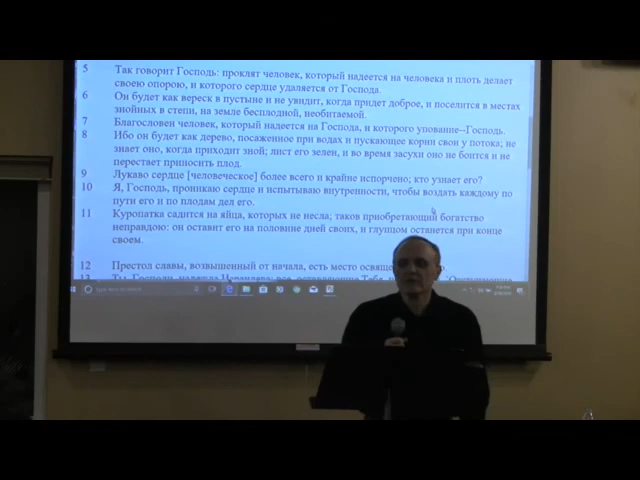 5 Так говорит Господь: проклят человек, который надеется на человека и плоть делает
своею опорою, и которого сердце удаляется от Господа.
6 Он будет как вереск в пустыне и не увидит, когда придет доброе, и поселится в местах
знойных в степи, на земле бесплодной, необитаемой.
7 Благословен человек, который надеется на Господа, и которого упование--Господь.
8 Ибо он будет как дерево, посаженное при водах и пускающее корни свои у потока; не
знает оно, когда приходит зной; лист его зелен, и во время засухи оно не боится и не
перестает приносить плод.
9 Лукаво сердце [человеческое] более всего и крайне испорчено; кто узнает его?
10 Я, Господь, проникаю сердце и испытываю внутренности, чтобы воздать каждому по
пути его и по плодам дел его.
11 Куропатка садится на яйца, которых не несла; таков приобретающий богатство
неправдою: он оставит его на половине дней своих, и глупцом останется при конце
своем.
12 Престол славы, возвышенный от начала, есть место
13 Ты, Господи, надежда